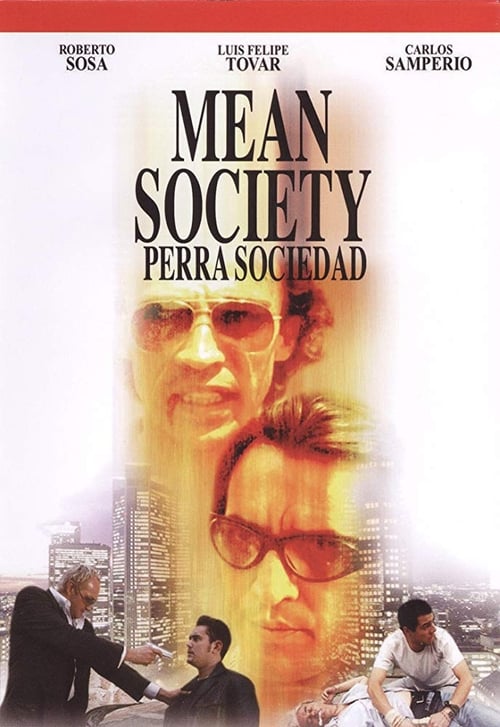 ROBERTO SOSA
LUIS FELIPE TOVAR
CARLOS SAMPERIO
MEAN
SOCIETY
PERRA SOCIEDAD